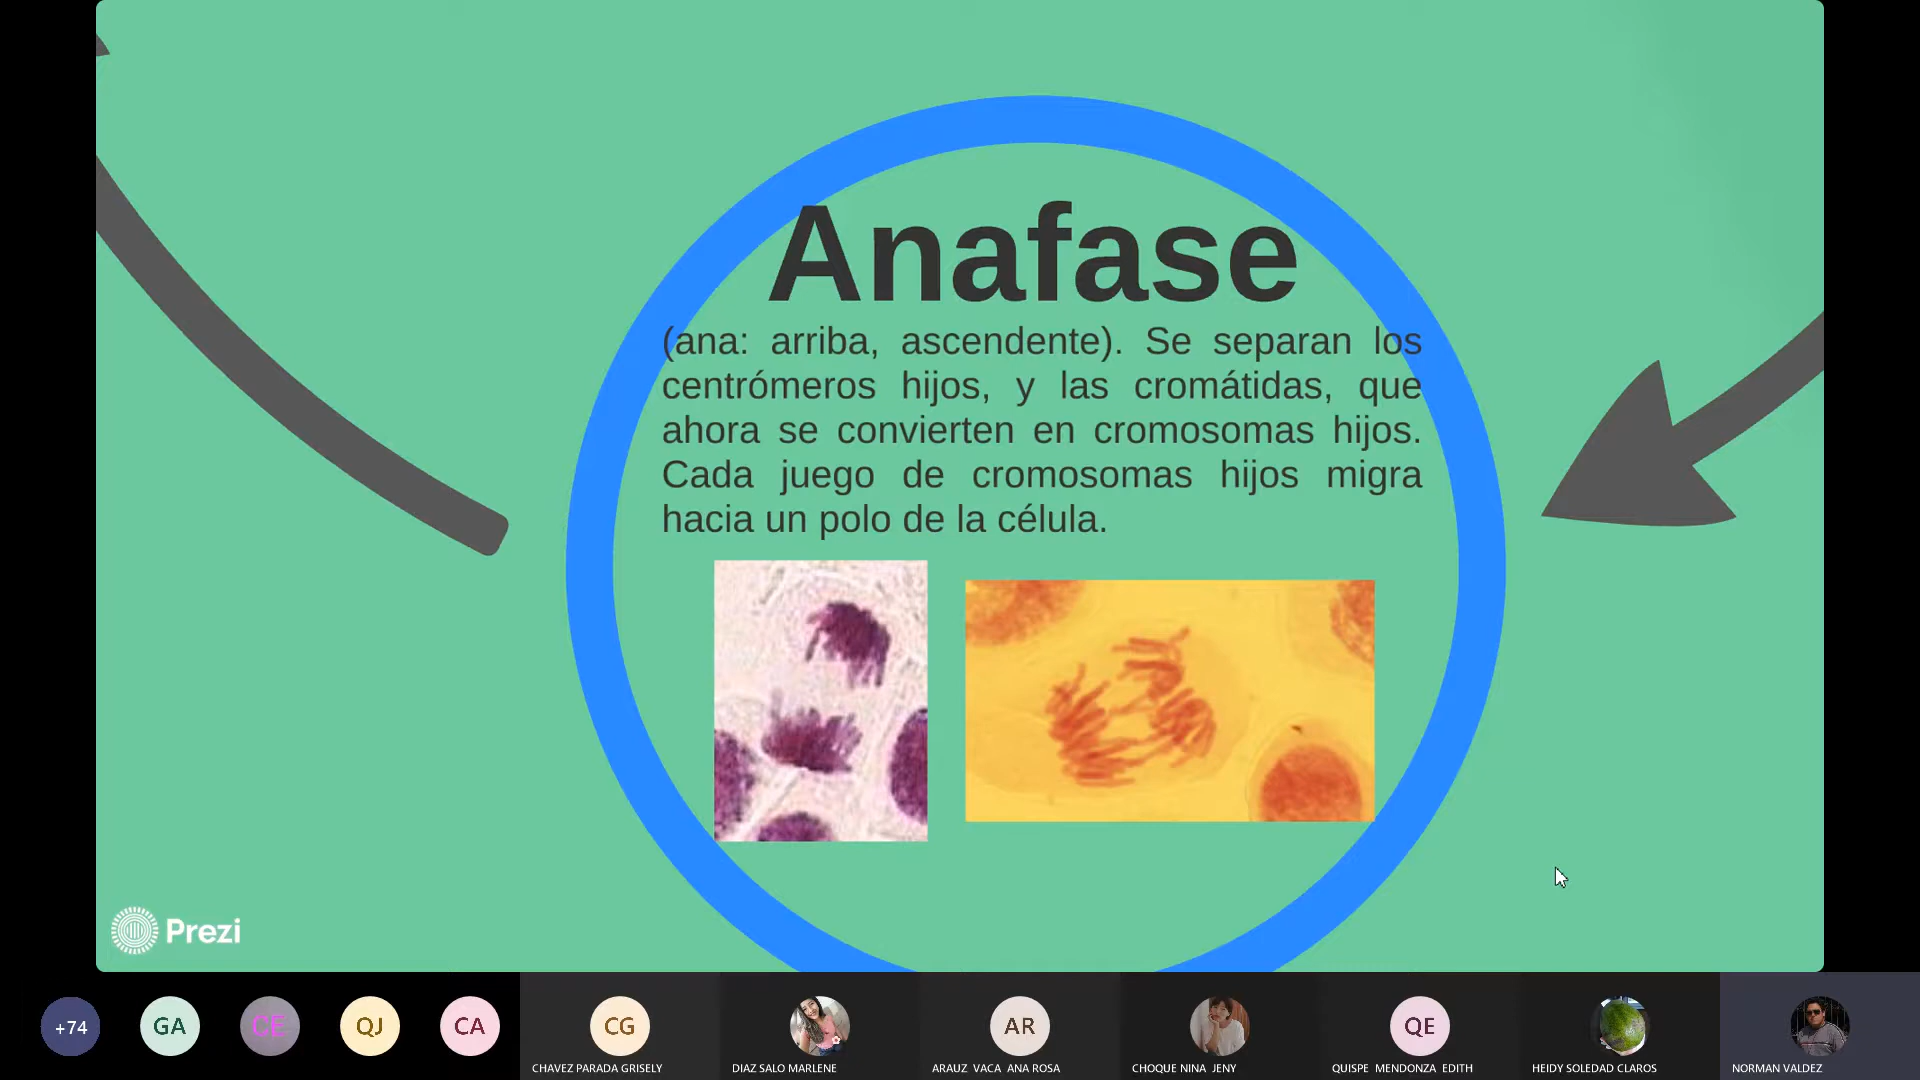 Anafase
(ana: arriba, ascendente). Se separan los
centrómeros hijos, y las cromátidas, que
ahora se convierten en cromosomas hijos.
Cada juego de cromosomas hijos migra
hacia un polo de la célula.
Prezi
+74
GA
CE
QJ
CA
CG
AR
QE
CHAVEZ PARADA GRISELY
DIAZ SALO MARLENE
ARAUZ VACA ANA ROSA
CHOQUE NINA JENY
QUISPE MENDONZA EDITH
HEIDY SOLEDAD CLAROS
NORMAN VALDEZ